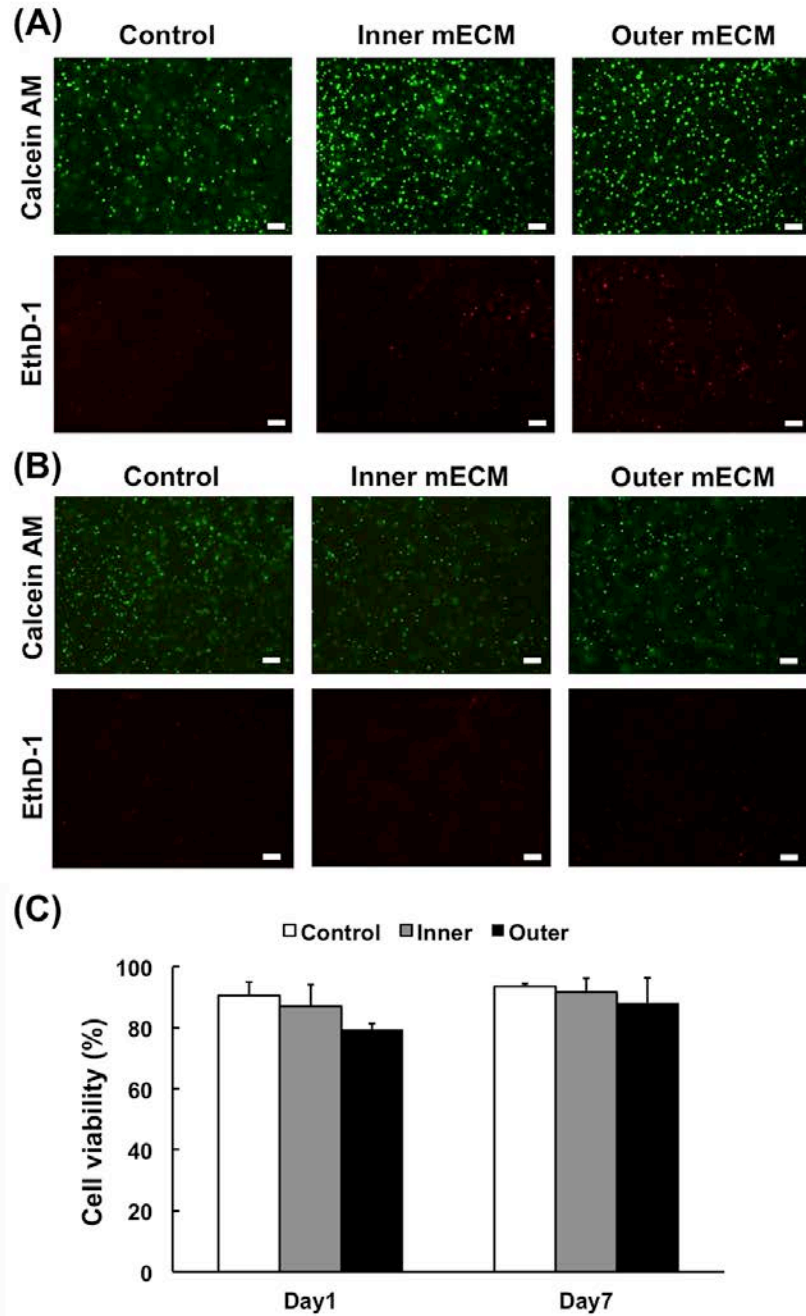 (A)
Control Inner mECM Outer mECM
Calcein AM
EthD-1
(B)
Control Inner mECM Outer mECM
Calcein AM
EthD-1
(C)
Control Inner Outer
Cell viability (%)
100
80
60
40
20
0
Day1 Day7